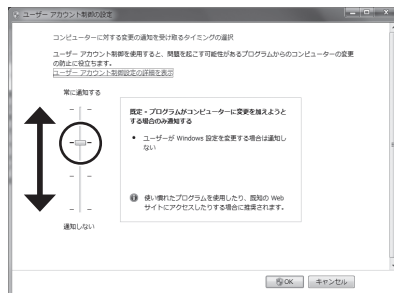 ユーザー アカウント制御の設定
コンピューターに対する変更の通知を受け取るタイミングの選択
ユーザー アカウント制御を使用すると、問題を起こす可能性があるプログラムからのコンピューターの変更
の防止に役立ちます。
ユーザー アカウント制御設定の詳細を表示
常に通知する
既定 - プログラムがコンピューターに変更を加えようと
する場合のみ通知する
• ユーザーが Windows 設定を変更する場合は通知し
ない
使い慣れたプログラムを使用したり、既知の Web
サイトにアクセスしたりする場合に推奨されます。
通知しない
OK キャンセル